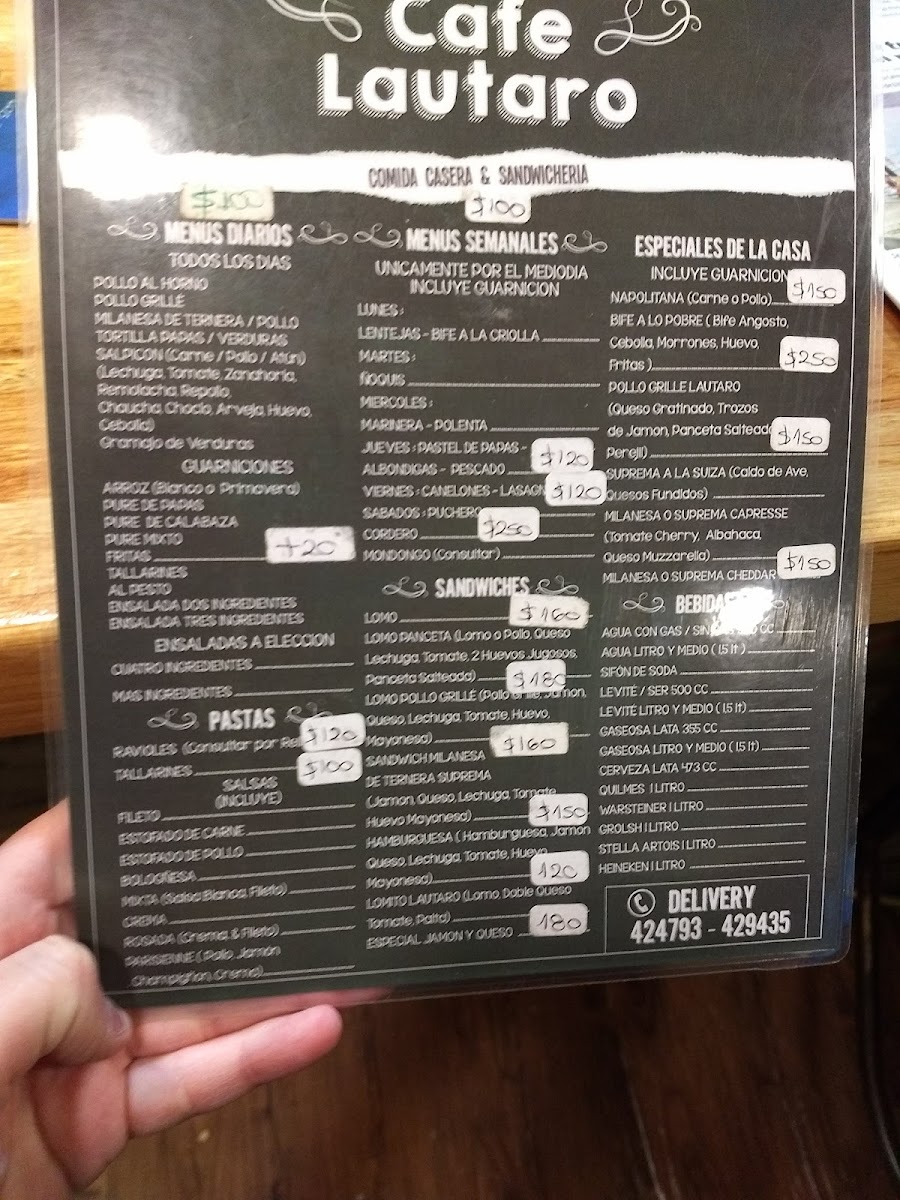 Cafe
Lautaro
COMIDA CASERA & SANDWICHERIA
$100
MENUS DIARIOS
TODOS LOS DIAS
POLLO AL HORNO
POLLO GRILLE
MILANESA DE TERNERA / POLLO
TORTILLA PAPAS / VERDURAS
SALPICON (Carne / Pollo / Atún)
(Lechuga, Tomate, Zanahoria,
Remolacha, Repollo,
Chaucha, Choclo, Arveja, Huevo,
Cebolla)
Gramajo de Verduras
GUARNICIONES
ARROZ (Blanco o Primavera)
PURE DE PAPAS
PURE DE CALABAZA
PURE MIXTO
FRITAS +20
TALLARINES
AL PESTO
ENSALADA DOS INGREDIENTES
ENSALADA TRES INGREDIENTES
ENSALADAS A ELECCION
CUATRO INGREDIENTES
MAS INGREDIENTES
PASTAS
RAVIOLES (Consultar por Rel $120
TALLARINES $100
SALSAS
(INCLUYE)
FILETO
ESTOFADO DE CARNE
ESTOFADO DE POLLO
BOLOGNESA
MIXTA (Salsa Blanca, Fileto)
CREMA
ROSADA (Crema & Fileto)
PARISIENNE (Pollo, Jamón
Champignon, Crema)
$100
MENUS SEMANALES
UNICAMENTE POR EL MEDIODIA
INCLUYE GUARNICION
LUNES :
LENTEJAS - BIFE A LA CRIOLLA
MARTES :
ÑOQUIS
MIERCOLES :
MARINERA - POLENTA
JUEVES : PASTEL DE PAPAS -
ALBONDIGAS - PESCADO $120
VIERNES : CANELONES - LASAGN $120
SABADOS : PUCHERO
CORDERO $250
MONDONGO (Consultar)
SANDWICHES
LOMO $160
LOMO PANCETA (Lomo o Pollo, Queso
Lechuga, Tomate, 2 Huevos Jugosos,
Panceta Salteada) $180
LOMO POLLO GRILLÉ (Pollo Grille, Jamon,
Queso, Lechuga, Tomate, Huevo,
Mayonesa) $160
SANDWICH MILANESA
DE TERNERA SUPREMA
(Jamon, Queso, Lechuga, Tomate
Huevo Mayonesa) $150
HAMBURGUESA ( Hamburguesa, Jamon
Queso, Lechuga, Tomate, Huevo
Mayonesa) 120
LOMITO LAUTARO (Lomo, Doble Queso
Tomate, Palta) 180
ESPECIAL JAMON Y QUESO
ESPECIALES DE LA CASA
INCLUYE GUARNICION
NAPOLITANA (Carne o Pollo) $150
BIFE A LO POBRE ( Bife Angosto,
Cebolla, Morrones, Huevo,
Fritas ) $250
POLLO GRILLE LAUTARO
(Queso Gratinado, Trozos
de Jamon, Panceta Saltead
Perejil) $150
SUPREMA A LA SUIZA (Caldo de Ave,
Quesos Fundidos)
MILANESA O SUPREMA CAPRESSE
(Tomate Cherry, Albahaca,
Queso Muzzarella) $150
MILANESA O SUPREMA CHEDDAR
BEBIDAS
AGUA CON GAS / SIN CC
AGUA LITRO Y MEDIO ( 1.5 lt )
SIFÓN DE SODA
LEVITÉ / SER 500 CC
LEVITÉ LITRO Y MEDIO ( 1.5 lt)
GASEOSA LATA 355 CC
GASEOSA LITRO Y MEDIO ( 1.5 lt)
CERVEZA LATA 473 CC
QUILMES 1 LITRO
WARSTEINER 1 LITRO
GROLSH 1 LITRO
STELLA ARTOIS 1 LITRO
HEINEKEN 1 LITRO
DELIVERY
424793 - 429435